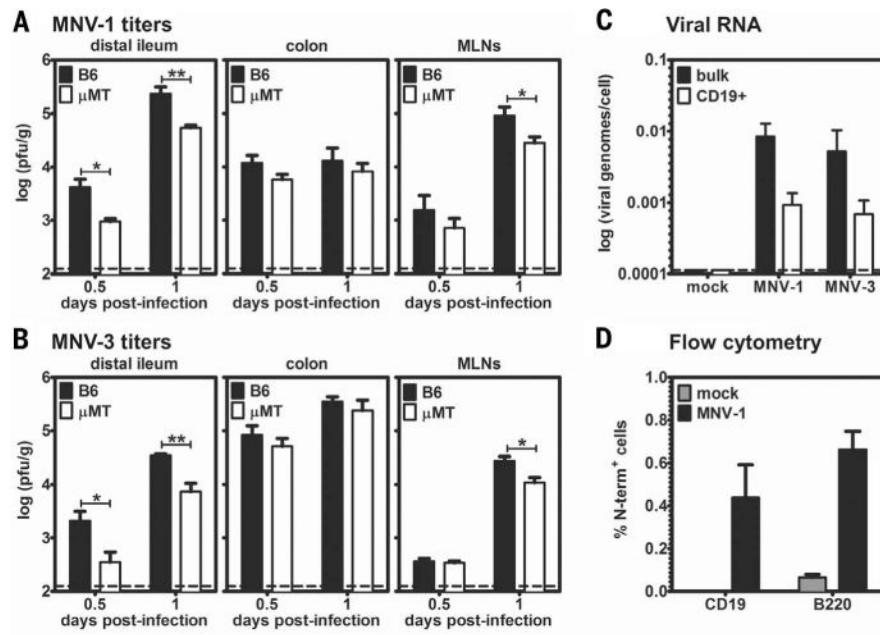 A MNV-1 titers
distal ileum
colon
MLNs
log (pfu/g)
6
5
4
3
2
B6
μMT
*
**
B6
μMT
B6
μMT
*
0.5 1
days post-infection
0.5 1
days post-infection
0.5 1
days post-infection
B MNV-3 titers
distal ileum
colon
MLNs
log (pfu/g)
6
5
4
3
2
B6
μMT
*
**
B6
μMT
B6
μMT
*
0.5 1
days post-infection
0.5 1
days post-infection
0.5 1
days post-infection
C Viral RNA
log (viral genomes/cell)
0.1
0.01
0.001
0.0001
bulk
CD19+
mock MNV-1 MNV-3
D Flow cytometry
% N-term⁺ cells
1.0
0.8
0.6
0.4
0.2
0.0
mock
MNV-1
CD19 B220